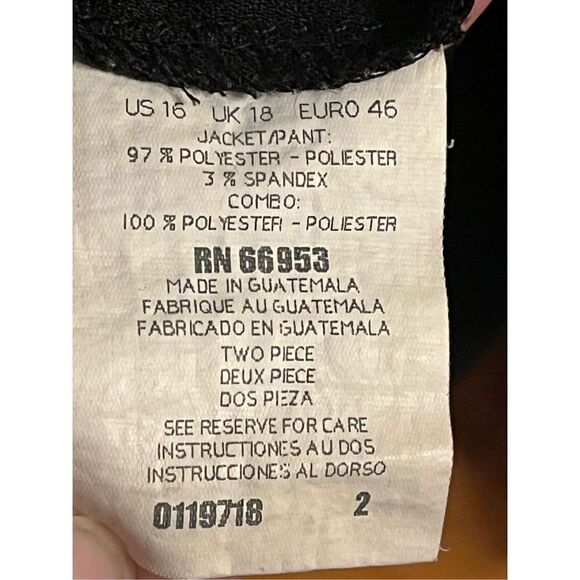 US 16 UK 18 EURO 46
JACKET/PANT:
97 % POLYESTER - POLIESTER
3 % SPANDEX
COMBO:
100 % POLYESTER - POLIESTER
RN 66953
MADE IN GUATEMALA
FABRIQUE AU GUATEMALA
FABRICADO EN GUATEMALA
TWO PIECE
DEUX PIECE
DOS PIEZA
SEE RESERVE FOR CARE
INSTRUCTIONES AU DOS
INSTRUCCIONES AL DORSO
0119718 2